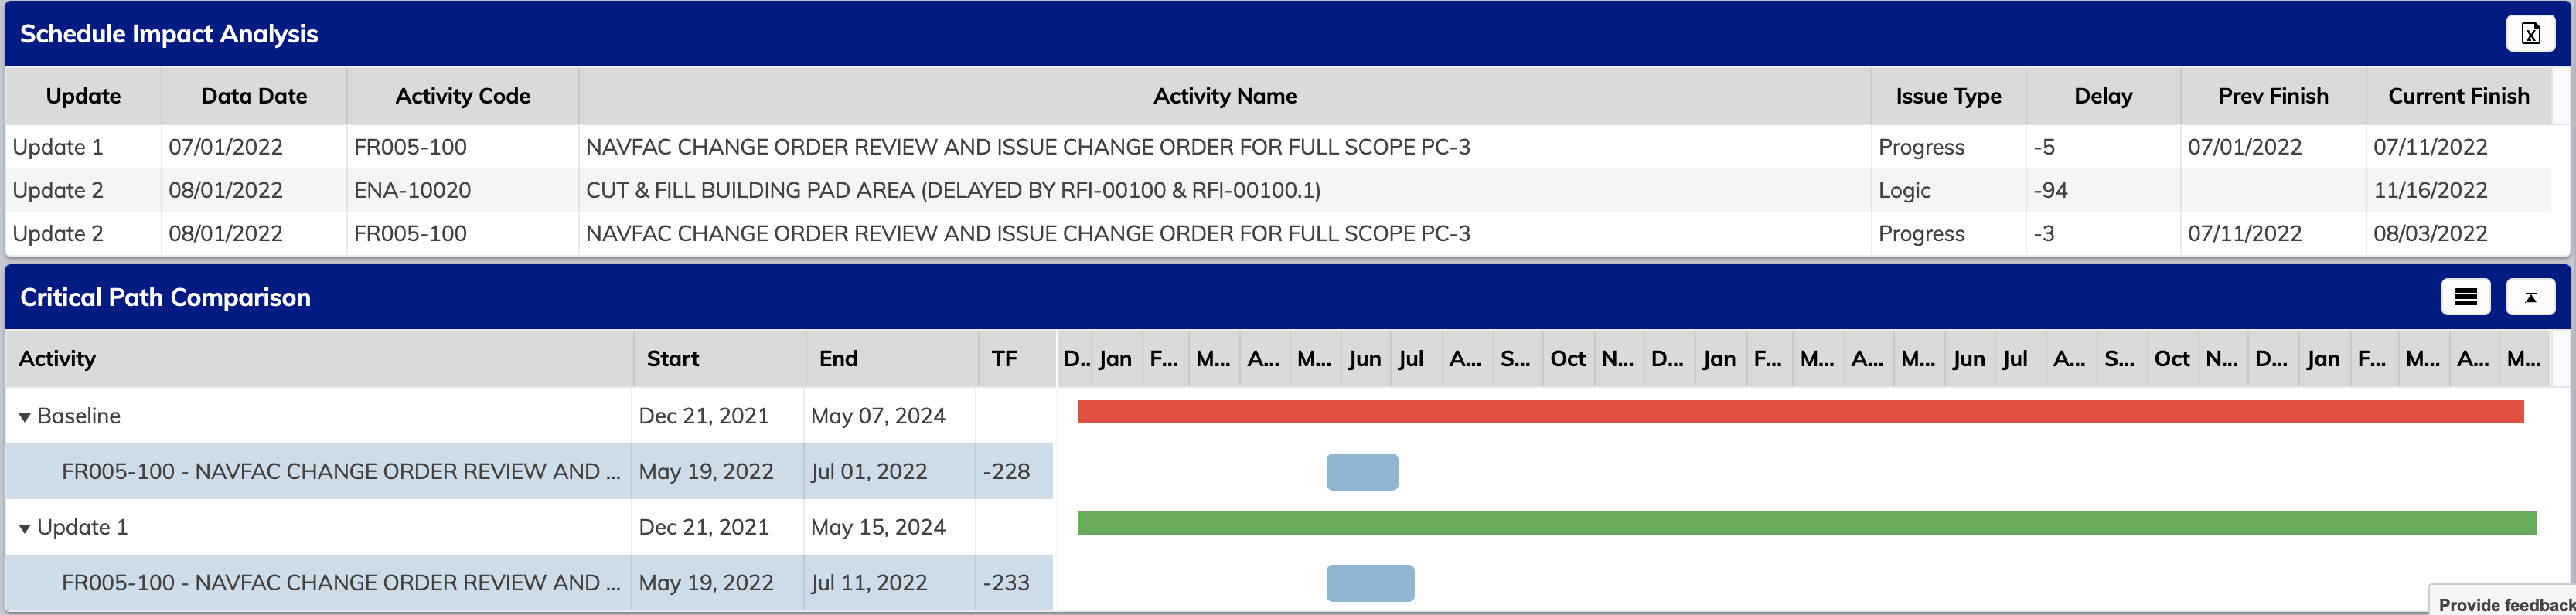 Schedule Impact Analysis
Update Data Date Activity Code Activity Name Issue Type Delay Prev Finish Current Finish
Update 1 07/01/2022 FR005-100 NAVFAC CHANGE ORDER REVIEW AND ISSUE CHANGE ORDER FOR FULL SCOPE PC-3 Progress -5 07/01/2022 07/11/2022
Update 2 08/01/2022 ENA-10020 CUT & FILL BUILDING PAD AREA (DELAYED BY RFI-00100 & RFI-00100.1) Logic -94 11/16/2022
Update 2 08/01/2022 FR005-100 NAVFAC CHANGE ORDER REVIEW AND ISSUE CHANGE ORDER FOR FULL SCOPE PC-3 Progress -3 07/11/2022 08/03/2022
Critical Path Comparison
Activity Start End TF D.. Jan F... M... A... M... Jun Jul A... S... Oct N... D... Jan F... M... A... M... Jun Jul A... S... Oct N... D... Jan F... M... A... M...
Baseline Dec 21, 2021 May 07, 2024
FR005-100 - NAVFAC CHANGE ORDER REVIEW AND ... May 19, 2022 Jul 01, 2022 -228
Update 1 Dec 21, 2021 May 15, 2024
FR005-100 - NAVFAC CHANGE ORDER REVIEW AND ... May 19, 2022 Jul 11, 2022 -233
Provide feedback